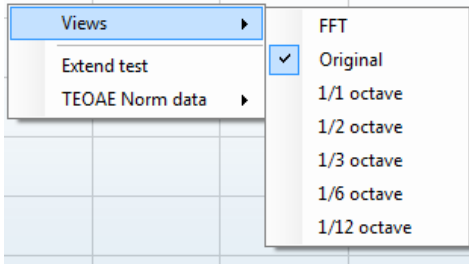 Views
Extend test
TEOAE Norm data
FFT
Original
1/1 octave
1/2 octave
1/3 octave
1/6 octave
1/12 octave